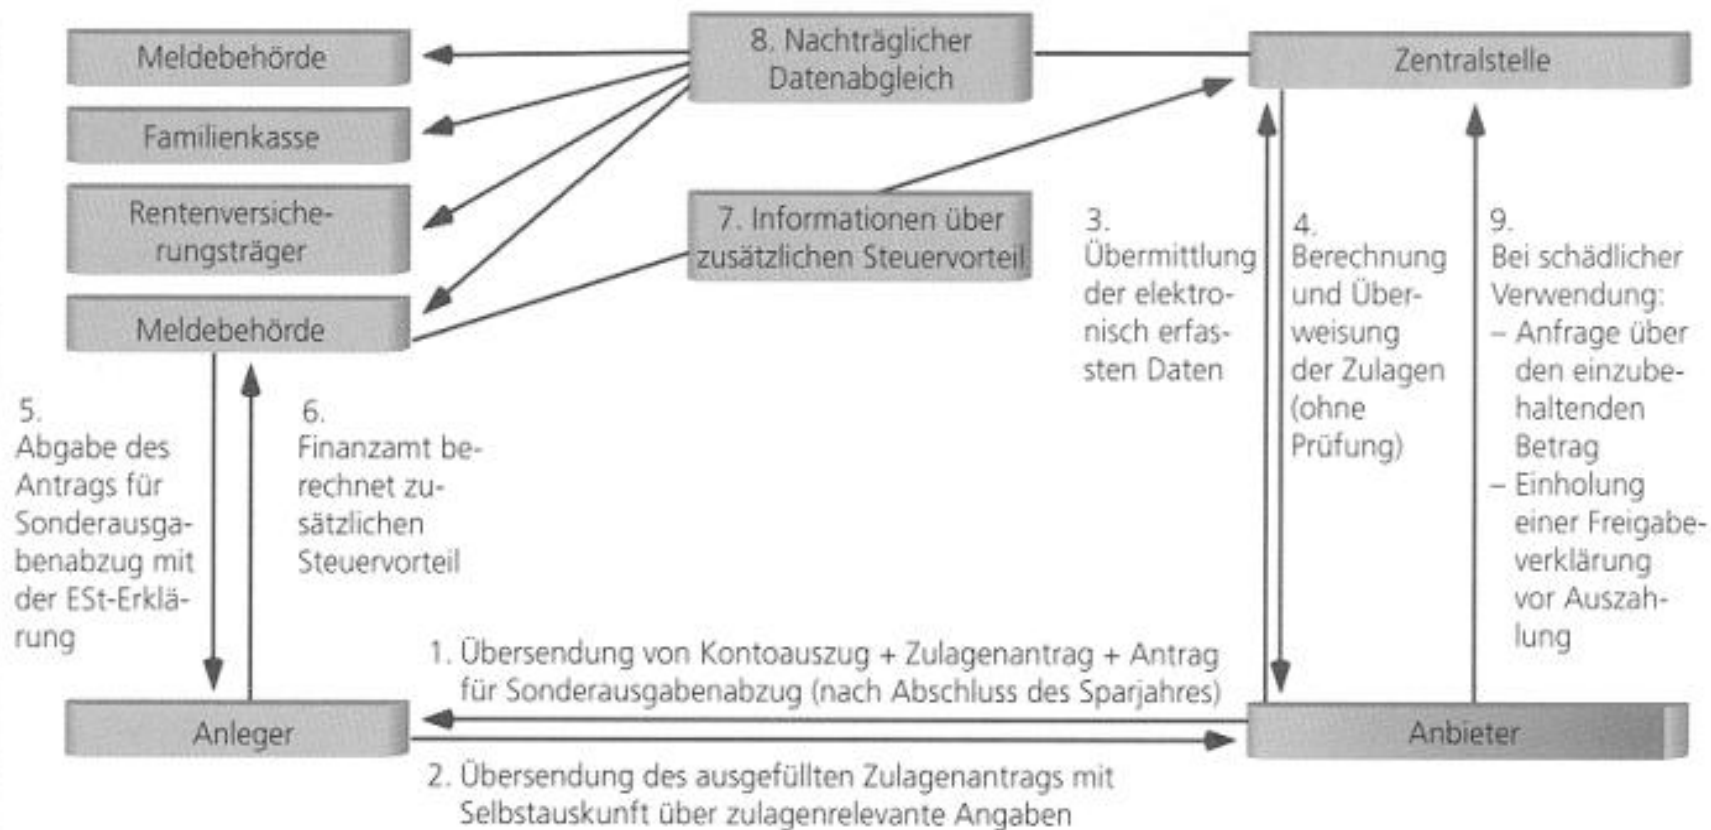 Meldebehörde
8. Nachträglicher
Datenabgleich
Zentralstelle
Familienkasse
Rentenversiche-
rungsträger
7. Informationen über
zusätzlichen Steuervorteil
Meldebehörde
3.
Übermittlung
der elektro-
nisch erfas-
sten Daten
4.
Berechnung
und Über-
weisung
der Zulagen
(ohne
Prüfung)
9.
Bei schädlicher
Verwendung:
– Anfrage über
den einzube-
haltenden
Betrag
– Einholung
einer Freigabe-
verklärung
vor Auszah-
lung
5.
Abgabe des
Antrags für
Sonderausga-
benabzug mit
der ESt-Erklä-
rung
6.
Finanzamt be-
rechnet zu-
sätzlichen
Steuervorteil
1. Übersendung von Kontoauszug + Zulagenantrag + Antrag
für Sonderausgabenabzug (nach Abschluss des Sparjahres)
Anleger
Anbieter
2. Übersendung des ausgefüllten Zulagenantrags mit
Selbstauskunft über zulagenrelevante Angaben